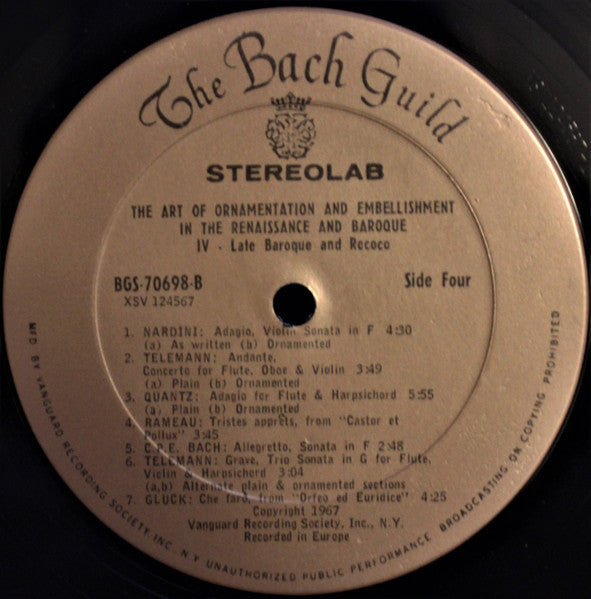 The Bach Guild
STEREOLAB
THE ART OF ORNAMENTATION AND EMBELLISHMENT
IN THE RENAISSANCE AND BAROQUE
IV - Late Baroque and Rococo
BGS-70698-B
Side Four
XSV 124567
1. NARDINI: Adagio, Violin Sonata in F 4:30
(a) As written (b) Ornamented
2. TELEMANN: Andante,
Concerto for Flute, Oboe & Violin 3:49
(a) Plain (b) Ornamented
3. QUANTZ: Adagio for Flute & Harpsichord 5:55
(a) Plain (b) Ornamented
4. RAMEAU: Tristes apprets, from "Castor et
Pollux" 3:45
5. C.P.E. BACH: Allegretto, Sonata in F 2:48
6. TELEMANN: Grave, Trio Sonata in G for Flute,
Violin & Harpsichord 3:04
(a,b) Alternate plain & ornamented sections
7. GLUCK: Che faro, from "Orfeo ed Euridice" 4:25
Copyright 1967
Vanguard Recording Society, Inc., N.Y.
Recorded in Europe
MFD. BY VANGUARD RECORDING SOCIETY, INC. N.Y. UNAUTHORIZED PUBLIC PERFORMANCE BROADCASTING OR COPYING PROHIBITED